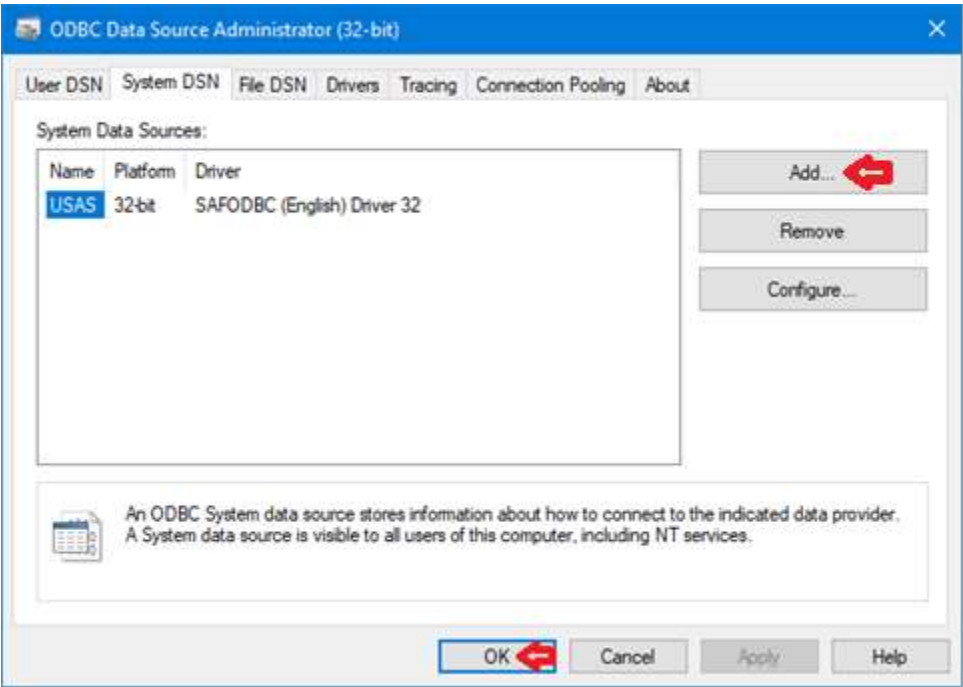 ODBC Data Source Administrator (32-bit)
User DSN System DSN File DSN Drivers Tracing Connection Pooling About
System Data Sources:
Name Platform Driver
USAS 32-bit SAFODBC (English) Driver 32
Add...
Remove
Configure...
An ODBC System data source stores information about how to connect to the indicated data provider.
A System data source is visible to all users of this computer, including NT services.
OK Cancel Apply Help